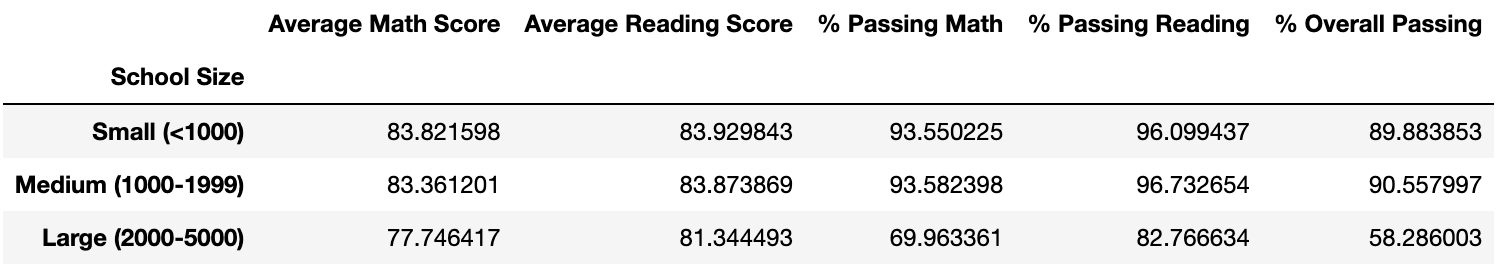 Average Math Score Average Reading Score % Passing Math % Passing Reading % Overall Passing
School Size
Small (<1000) 83.821598 83.929843 93.550225 96.099437 89.883853
Medium (1000-1999) 83.361201 83.873869 93.582398 96.732654 90.557997
Large (2000-5000) 77.746417 81.344493 69.963361 82.766634 58.286003